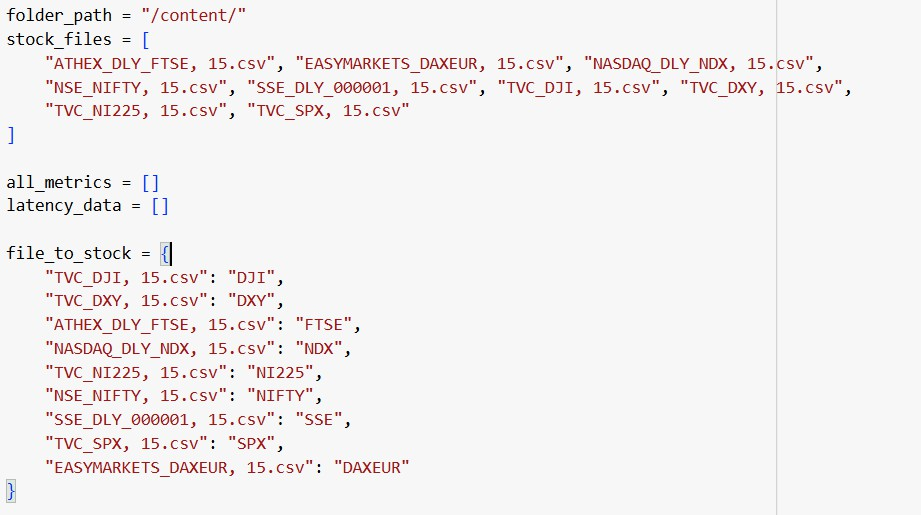 folder_path = "/content/"
stock_files = [
    "ATHEX_DLY_FTSE, 15.csv", "EASYMARKETS_DAXEUR, 15.csv", "NASDAQ_DLY_NDX, 15.csv",
    "NSE_NIFTY, 15.csv", "SSE_DLY_000001, 15.csv", "TVC_DJI, 15.csv", "TVC_DXY, 15.csv",
    "TVC_NI225, 15.csv", "TVC_SPX, 15.csv"
]

all_metrics = []
latency_data = []

file_to_stock = {
    "TVC_DJI, 15.csv": "DJI",
    "TVC_DXY, 15.csv": "DXY",
    "ATHEX_DLY_FTSE, 15.csv": "FTSE",
    "NASDAQ_DLY_NDX, 15.csv": "NDX",
    "TVC_NI225, 15.csv": "NI225",
    "NSE_NIFTY, 15.csv": "NIFTY",
    "SSE_DLY_000001, 15.csv": "SSE",
    "TVC_SPX, 15.csv": "SPX",
    "EASYMARKETS_DAXEUR, 15.csv": "DAXEUR"
}